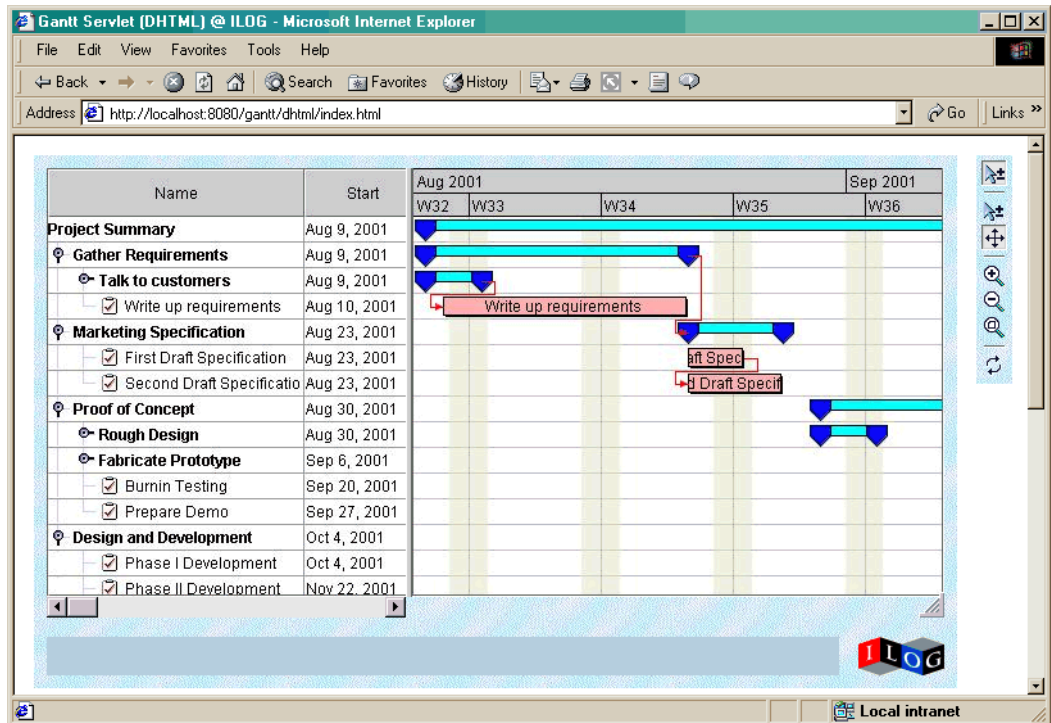 Gantt Servlet (DHTML) @ ILOG - Microsoft Internet Explorer
File Edit View Favorites Tools Help
Back Search Favorites History
Address http://localhost:8080/gantt/dhtml/index.html Go Links »
Name Start Aug 2001 Sep 2001
W32 W33 W34 W35 W36
Project Summary Aug 9, 2001
Gather Requirements Aug 9, 2001
Talk to customers Aug 9, 2001
Write up requirements Aug 10, 2001 Write up requirements
Marketing Specification Aug 23, 2001
First Draft Specification Aug 23, 2001 aft Spec
Second Draft Specificatio Aug 23, 2001 d Draft Specif
Proof of Concept Aug 30, 2001
Rough Design Aug 30, 2001
Fabricate Prototype Sep 6, 2001
Burnin Testing Sep 20, 2001
Prepare Demo Sep 27, 2001
Design and Development Oct 4, 2001
Phase I Development Oct 4, 2001
Phase II Development Nov 22, 2001
ILOG
Local intranet